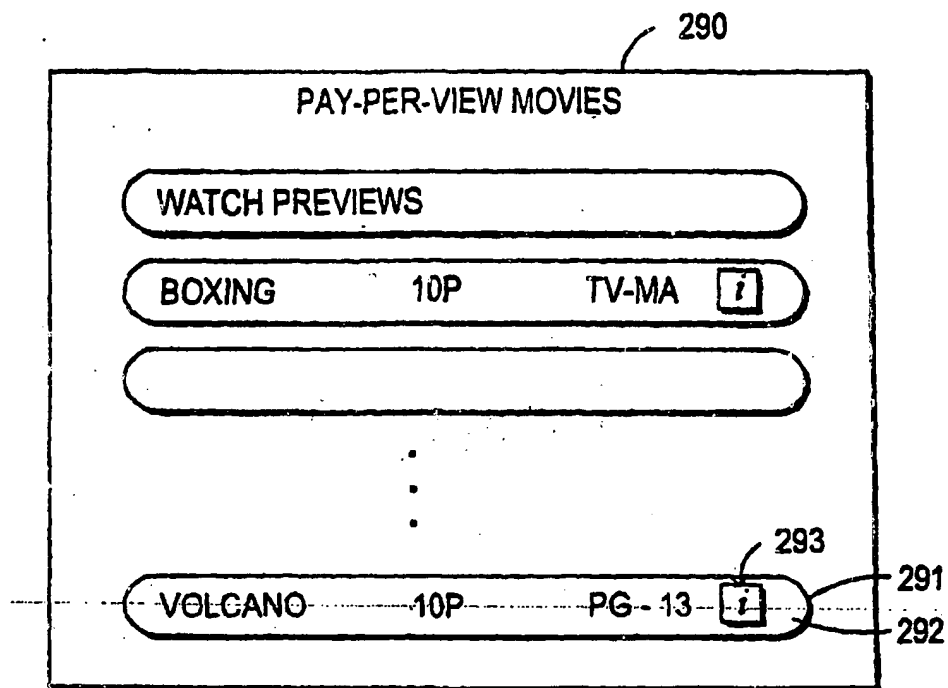 290
PAY-PER-VIEW MOVIES
WATCH PREVIEWS
BOXING 10P TV-MA i
293
VOLCANO 10P PG - 13 i
291
292